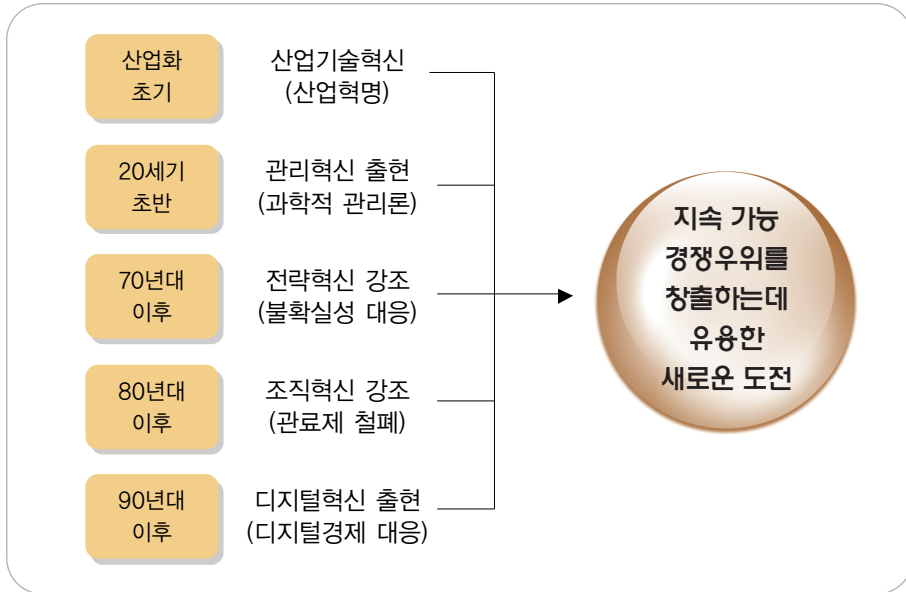 산업화
초기
산업기술혁신
(산업혁명)
20세기
초반
관리혁신 출현
(과학적 관리론)
70년대
이후
전략혁신 강조
(불확실성 대응)
80년대
이후
조직혁신 강조
(관료제 철폐)
90년대
이후
디지털혁신 출현
(디지털경제 대응)
지속 가능
경쟁우위를
창출하는데
유용한
새로운 도전